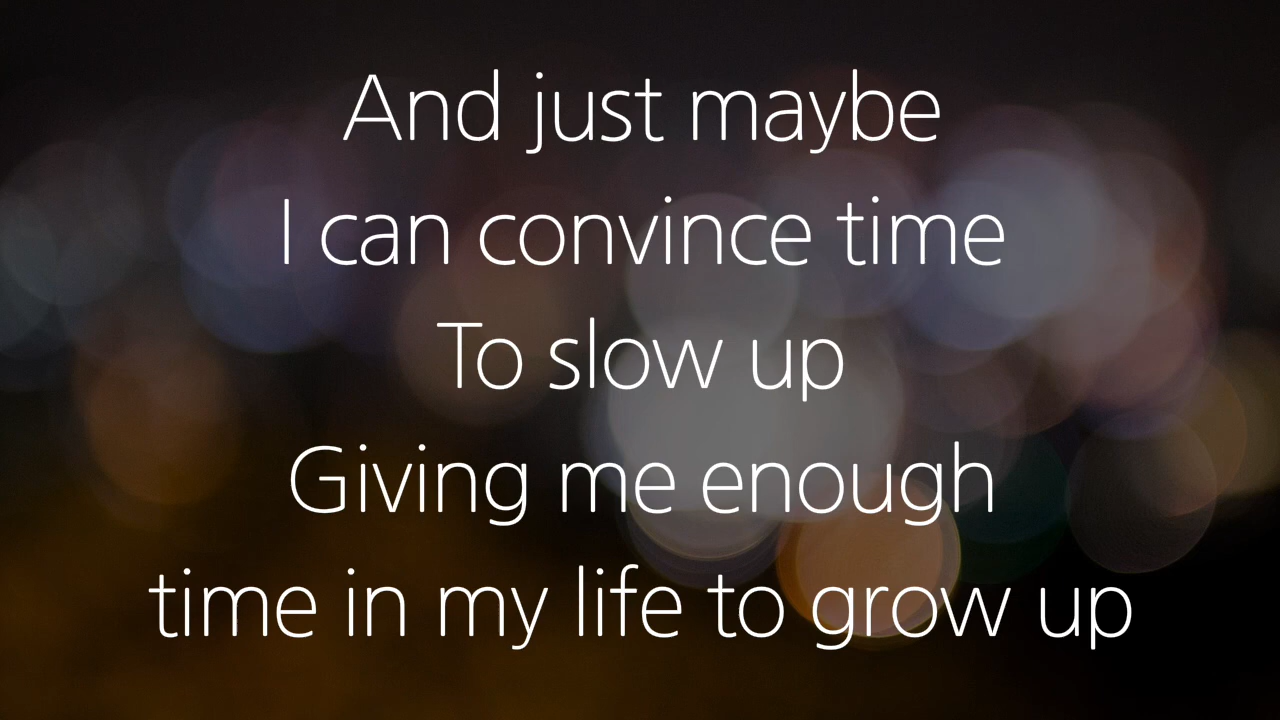 And just maybe
I can convince time
To slow up
Giving me enough
time in my life to grow up